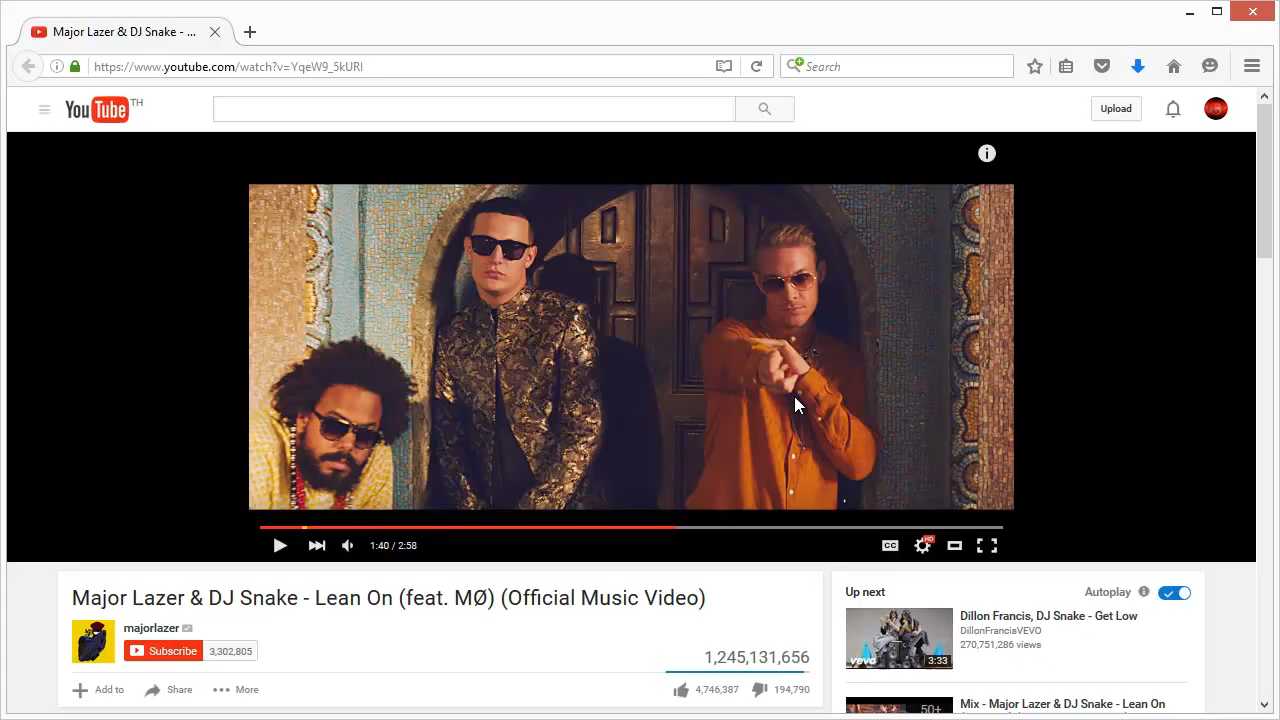 Major Lazer & DJ Snake - ...
https://www.youtube.com/watch?v=YqeW9_5kURI
Search
YouTube TH
Upload
1:40 / 2:58
CC
HD
Major Lazer & DJ Snake - Lean On (feat. MØ) (Official Music Video)
majorlazer
Subscribe 3,302,805
1,245,131,656
Add to Share More
4,746,387 194,790
Up next
Autoplay
vevo
3:33
Dillon Francis, DJ Snake - Get Low
DillonFrancisVEVO
270,751,286 views
50+
Mix - Major Lazer & DJ Snake - Lean On